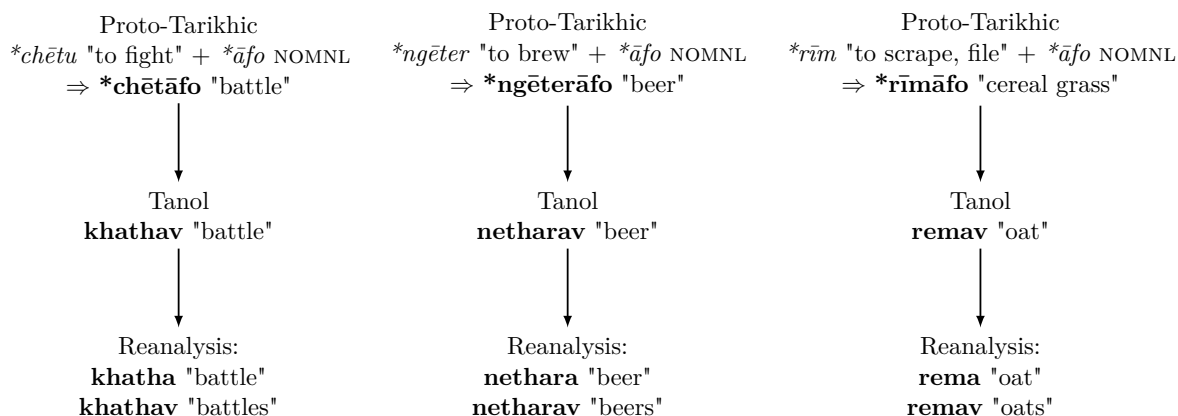 Proto-Tarikhic
*chētu "to fight" + *āfo NOMNL
⇒ *chētāfo "battle"
Tanol
khathav "battle"
Reanalysis:
khatha "battle"
khathav "battles"
Proto-Tarikhic
*ngēter "to brew" + *āfo NOMNL
⇒ *ngēterāfo "beer"
Tanol
netharav "beer"
Reanalysis:
nethara "beer"
netharav "beers"
Proto-Tarikhic
*rīm "to scrape, file" + *āfo NOMNL
⇒ *rīmāfo "cereal grass"
Tanol
remav "oat"
Reanalysis:
rema "oat"
remav "oats"